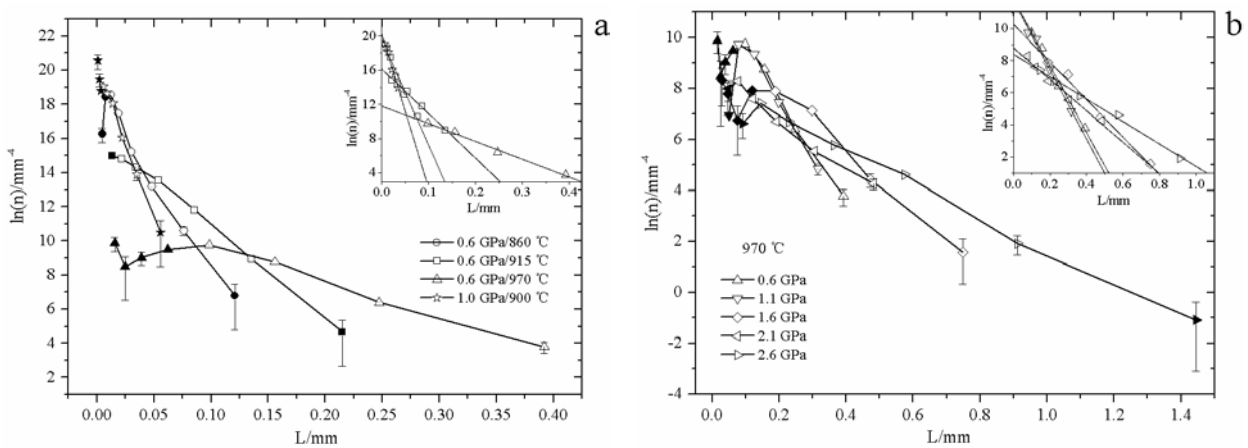 a
ln(n)/mm⁻⁴
22
20
18
16
14
12
10
8
6
4
2
0.00 0.05 0.10 0.15 0.20 0.25 0.30 0.35 0.40
L/mm
20
16
12
8
4
ln(n)/mm⁻⁴
0.0 0.1 0.2 0.3 0.4
L/mm
0.6 GPa/860 ℃
0.6 GPa/915 ℃
0.6 GPa/970 ℃
1.0 GPa/900 ℃
b
ln(n)/mm⁻⁴
10
8
6
4
2
0
-2
-4
0.0 0.2 0.4 0.6 0.8 1.0 1.2 1.4
L/mm
10
8
6
4
2
ln(n)/mm⁻⁴
0.0 0.2 0.4 0.6 0.8 1.0
L/mm
970 ℃
0.6 GPa
1.1 GPa
1.6 GPa
2.1 GPa
2.6 GPa